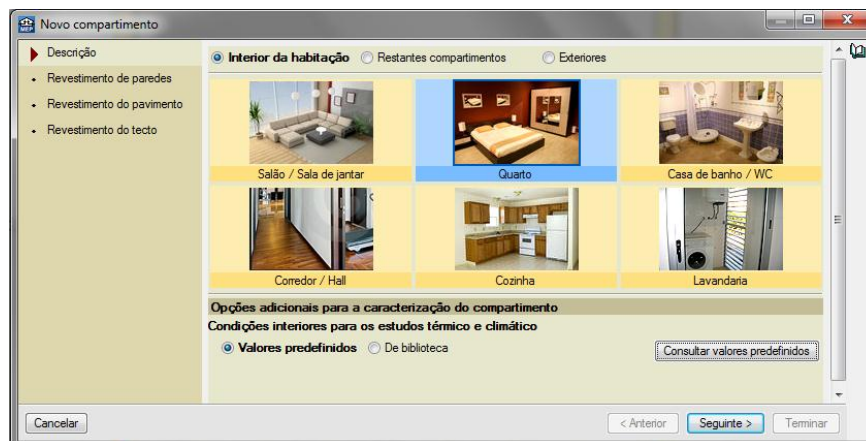 Novo compartimento
Descrição
Revestimento de paredes
Revestimento do pavimento
Revestimento do tecto
Interior da habitação Restantes compartimentos Exteriores
Salão / Sala de jantar Quarto Casa de banho / WC
Corredor / Hall Cozinha Lavandaria
Opções adicionais para a caracterização do compartimento
Condições interiores para os estudos térmico e climático
Valores predefinidos De biblioteca Consultar valores predefinidos
Cancelar < Anterior Seguinte > Terminar